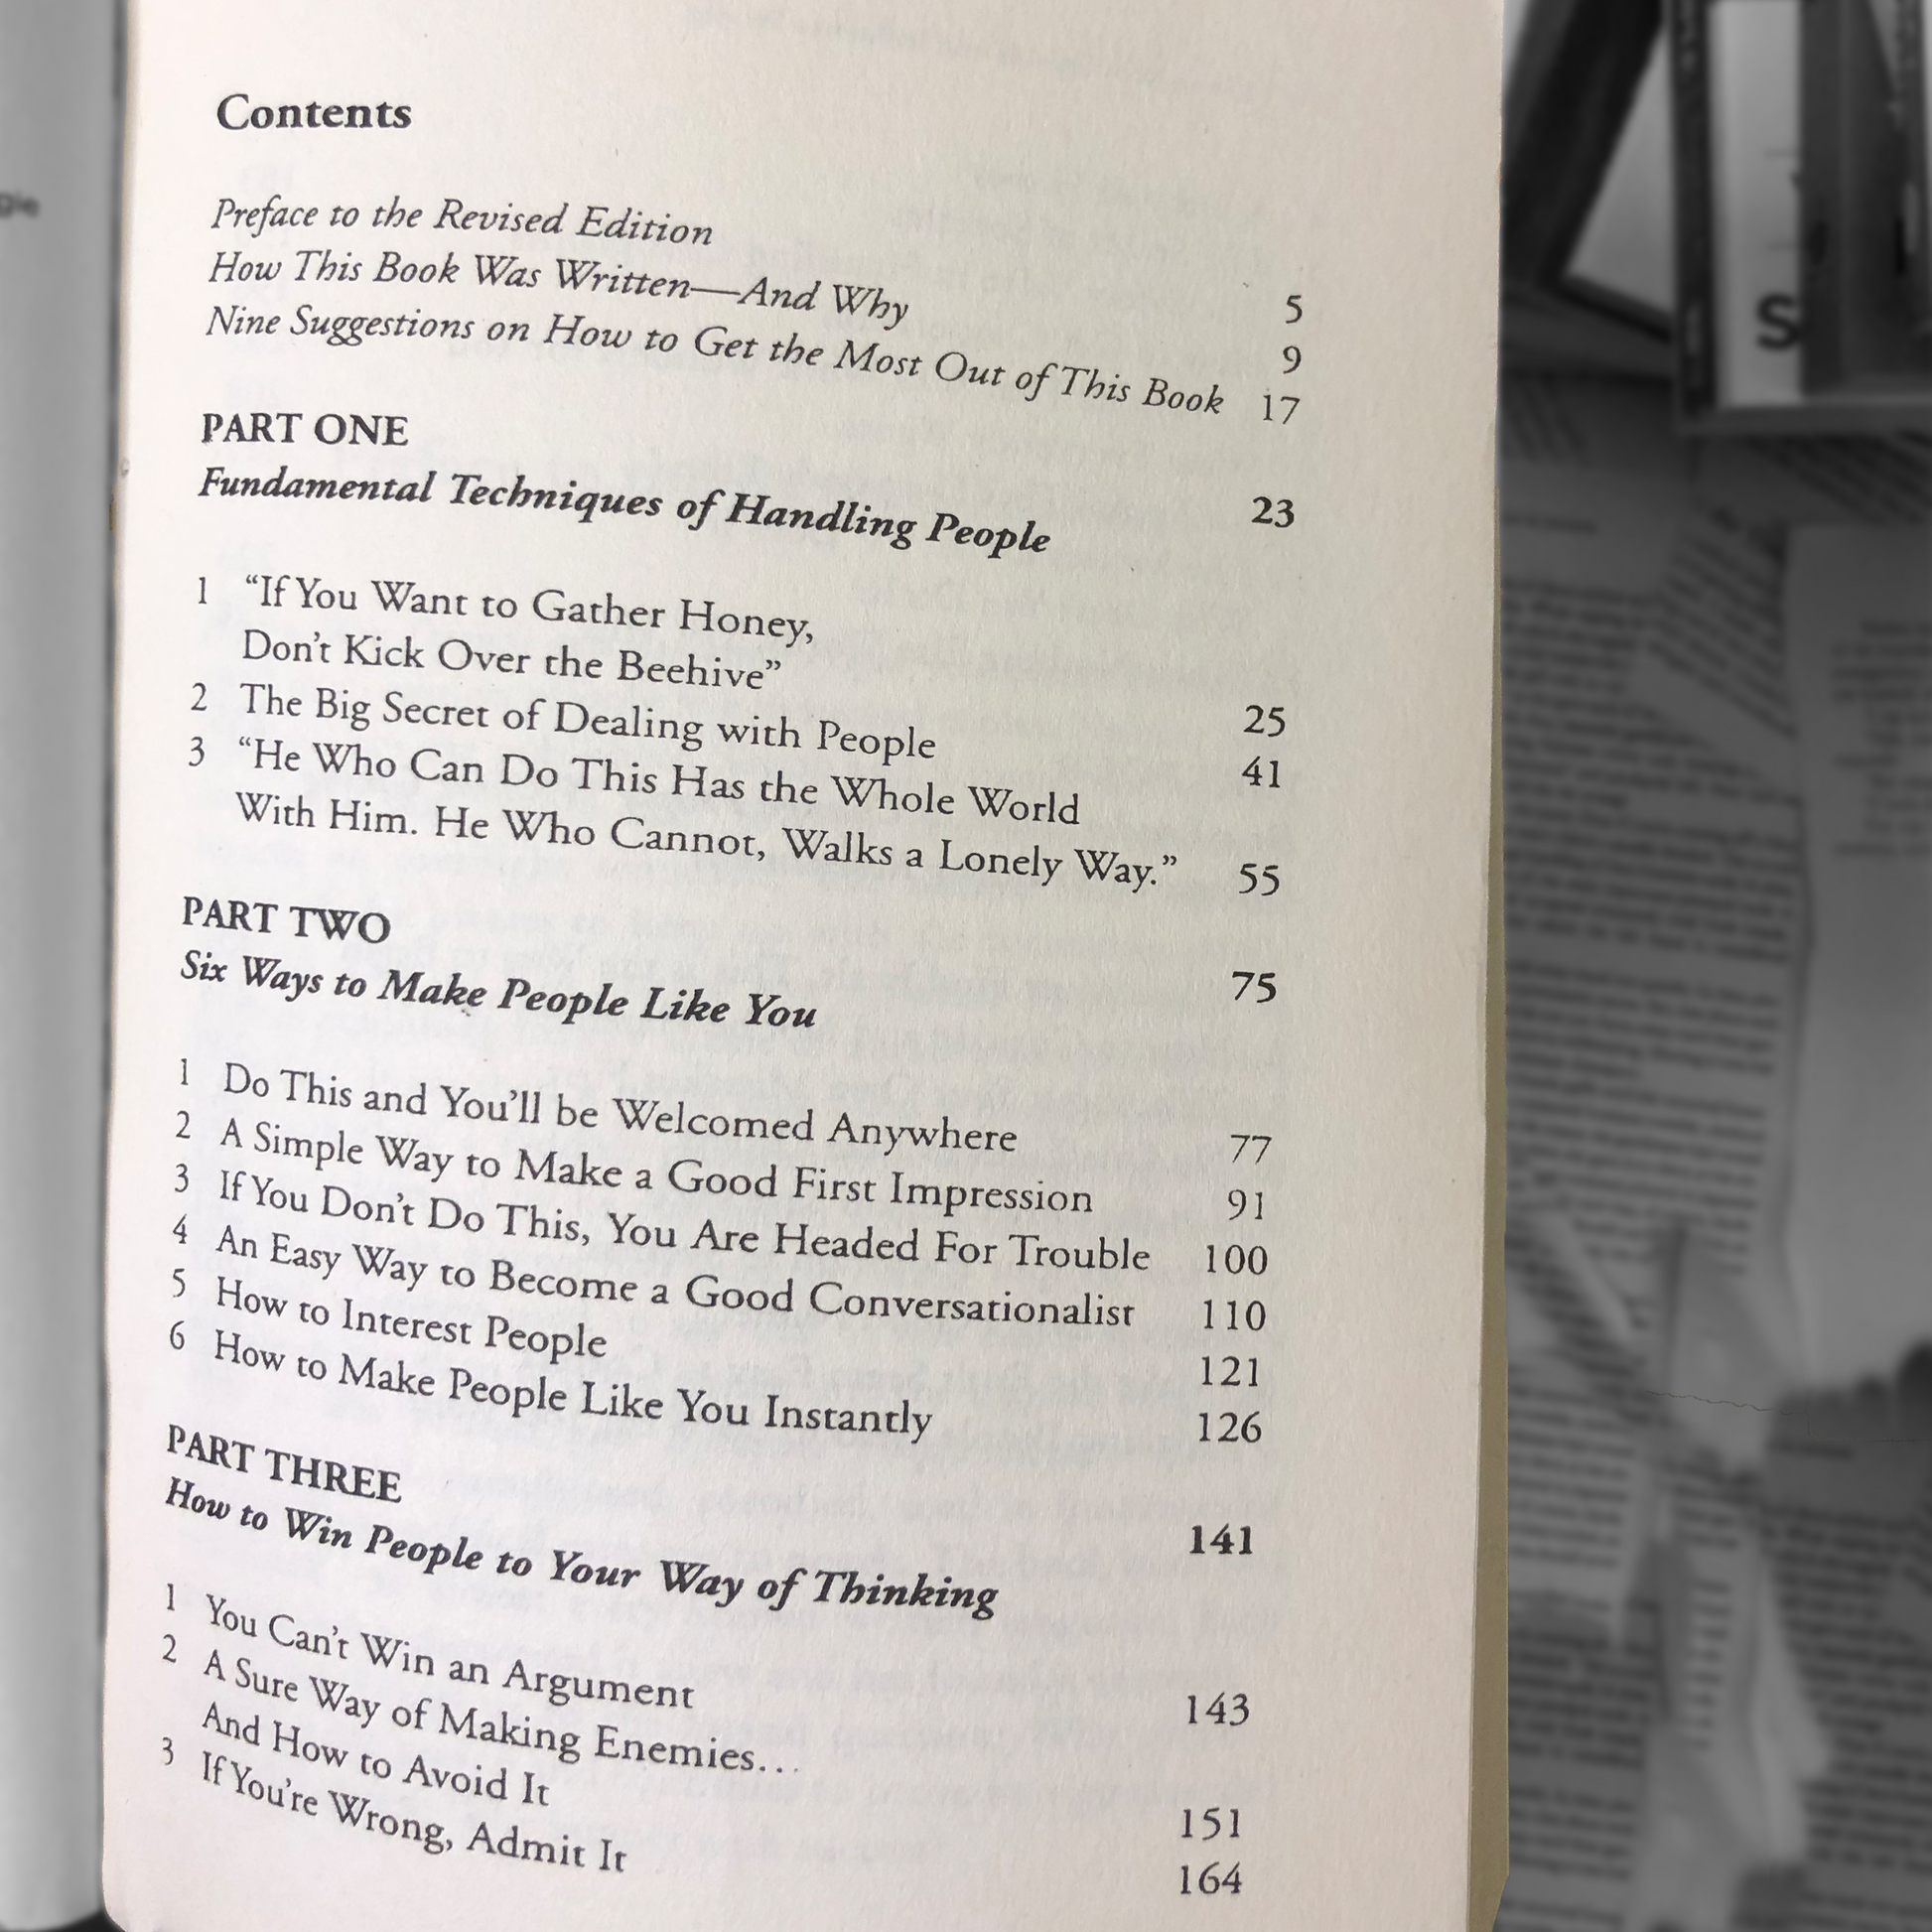 Contents
Preface to the Revised Edition 5
How This Book Was Written—And Why 9
Nine Suggestions on How to Get the Most Out of This Book 17
PART ONE
Fundamental Techniques of Handling People 23
1 “If You Want to Gather Honey,
Don’t Kick Over the Beehive” 25
2 The Big Secret of Dealing with People 41
3 “He Who Can Do This Has the Whole World
With Him. He Who Cannot, Walks a Lonely Way.” 55
PART TWO
Six Ways to Make People Like You 75
1 Do This and You’ll be Welcomed Anywhere 77
2 A Simple Way to Make a Good First Impression 91
3 If You Don’t Do This, You Are Headed For Trouble 100
4 An Easy Way to Become a Good Conversationalist 110
5 How to Interest People 121
6 How to Make People Like You Instantly 126
PART THREE
How to Win People to Your Way of Thinking 141
1 You Can’t Win an Argument 143
2 A Sure Way of Making Enemies...
And How to Avoid It 151
3 If You’re Wrong, Admit It 164